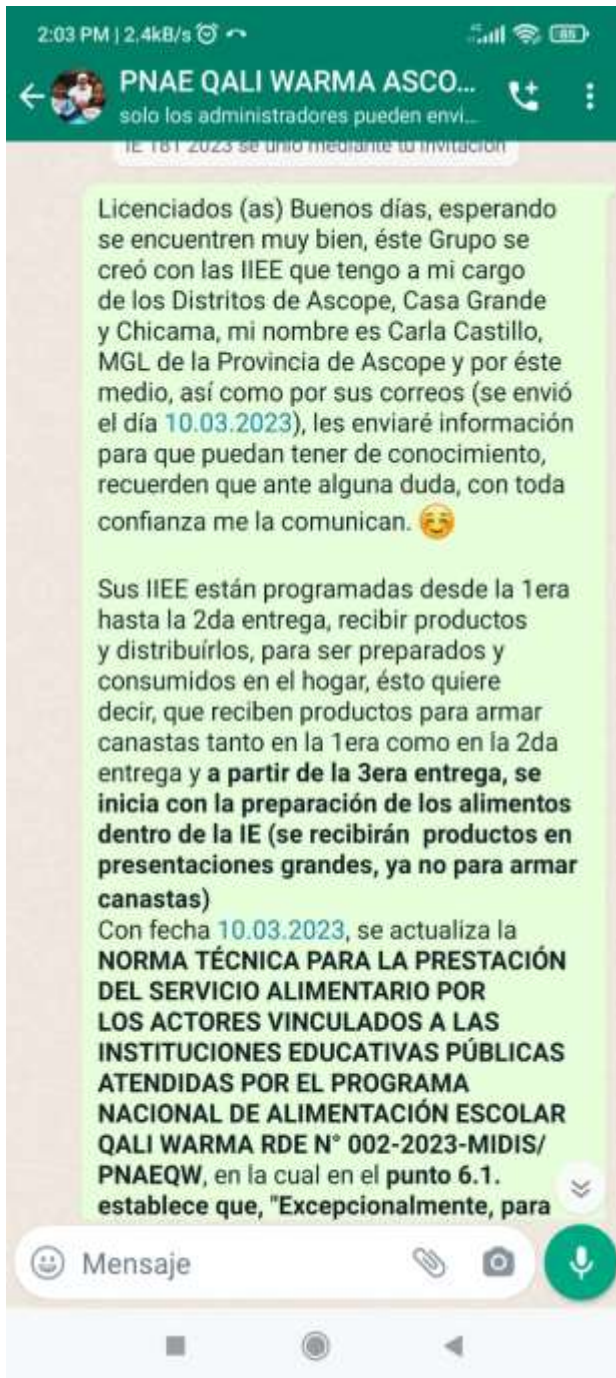 2:03 PM | 2,4kB/s
85
PNAE QALI WARMA ASCO...
solo los administradores pueden envi...
IE 181 2023 se unió mediante tu invitación
Licenciados (as) Buenos días, esperando
se encuentren muy bien, éste Grupo se
creó con las IIEE que tengo a mi cargo
de los Distritos de Ascope, Casa Grande
y Chicama, mi nombre es Carla Castillo,
MGL de la Provincia de Ascope y por éste
medio, así como por sus correos (se envió
el día 10.03.2023), les enviaré información
para que puedan tener de conocimiento,
recuerden que ante alguna duda, con toda
confianza me la comunican. ☺️
Sus IIEE están programadas desde la 1era
hasta la 2da entrega, recibir productos
y distribuírlos, para ser preparados y
consumidos en el hogar, ésto quiere
decir, que reciben productos para armar
canastas tanto en la 1era como en la 2da
entrega y a partir de la 3era entrega, se
inicia con la preparación de los alimentos
dentro de la IE (se recibirán productos en
presentaciones grandes, ya no para armar
canastas)
Con fecha 10.03.2023, se actualiza la
NORMA TÉCNICA PARA LA PRESTACIÓN
DEL SERVICIO ALIMENTARIO POR
LOS ACTORES VINCULADOS A LAS
INSTITUCIONES EDUCATIVAS PÚBLICAS
ATENDIDAS POR EL PROGRAMA
NACIONAL DE ALIMENTACIÓN ESCOLAR
QALI WARMA RDE N° 002-2023-MIDIS/
PNAEQW, en la cual en el punto 6.1.
establece que, "Excepcionalmente, para
Mensaje